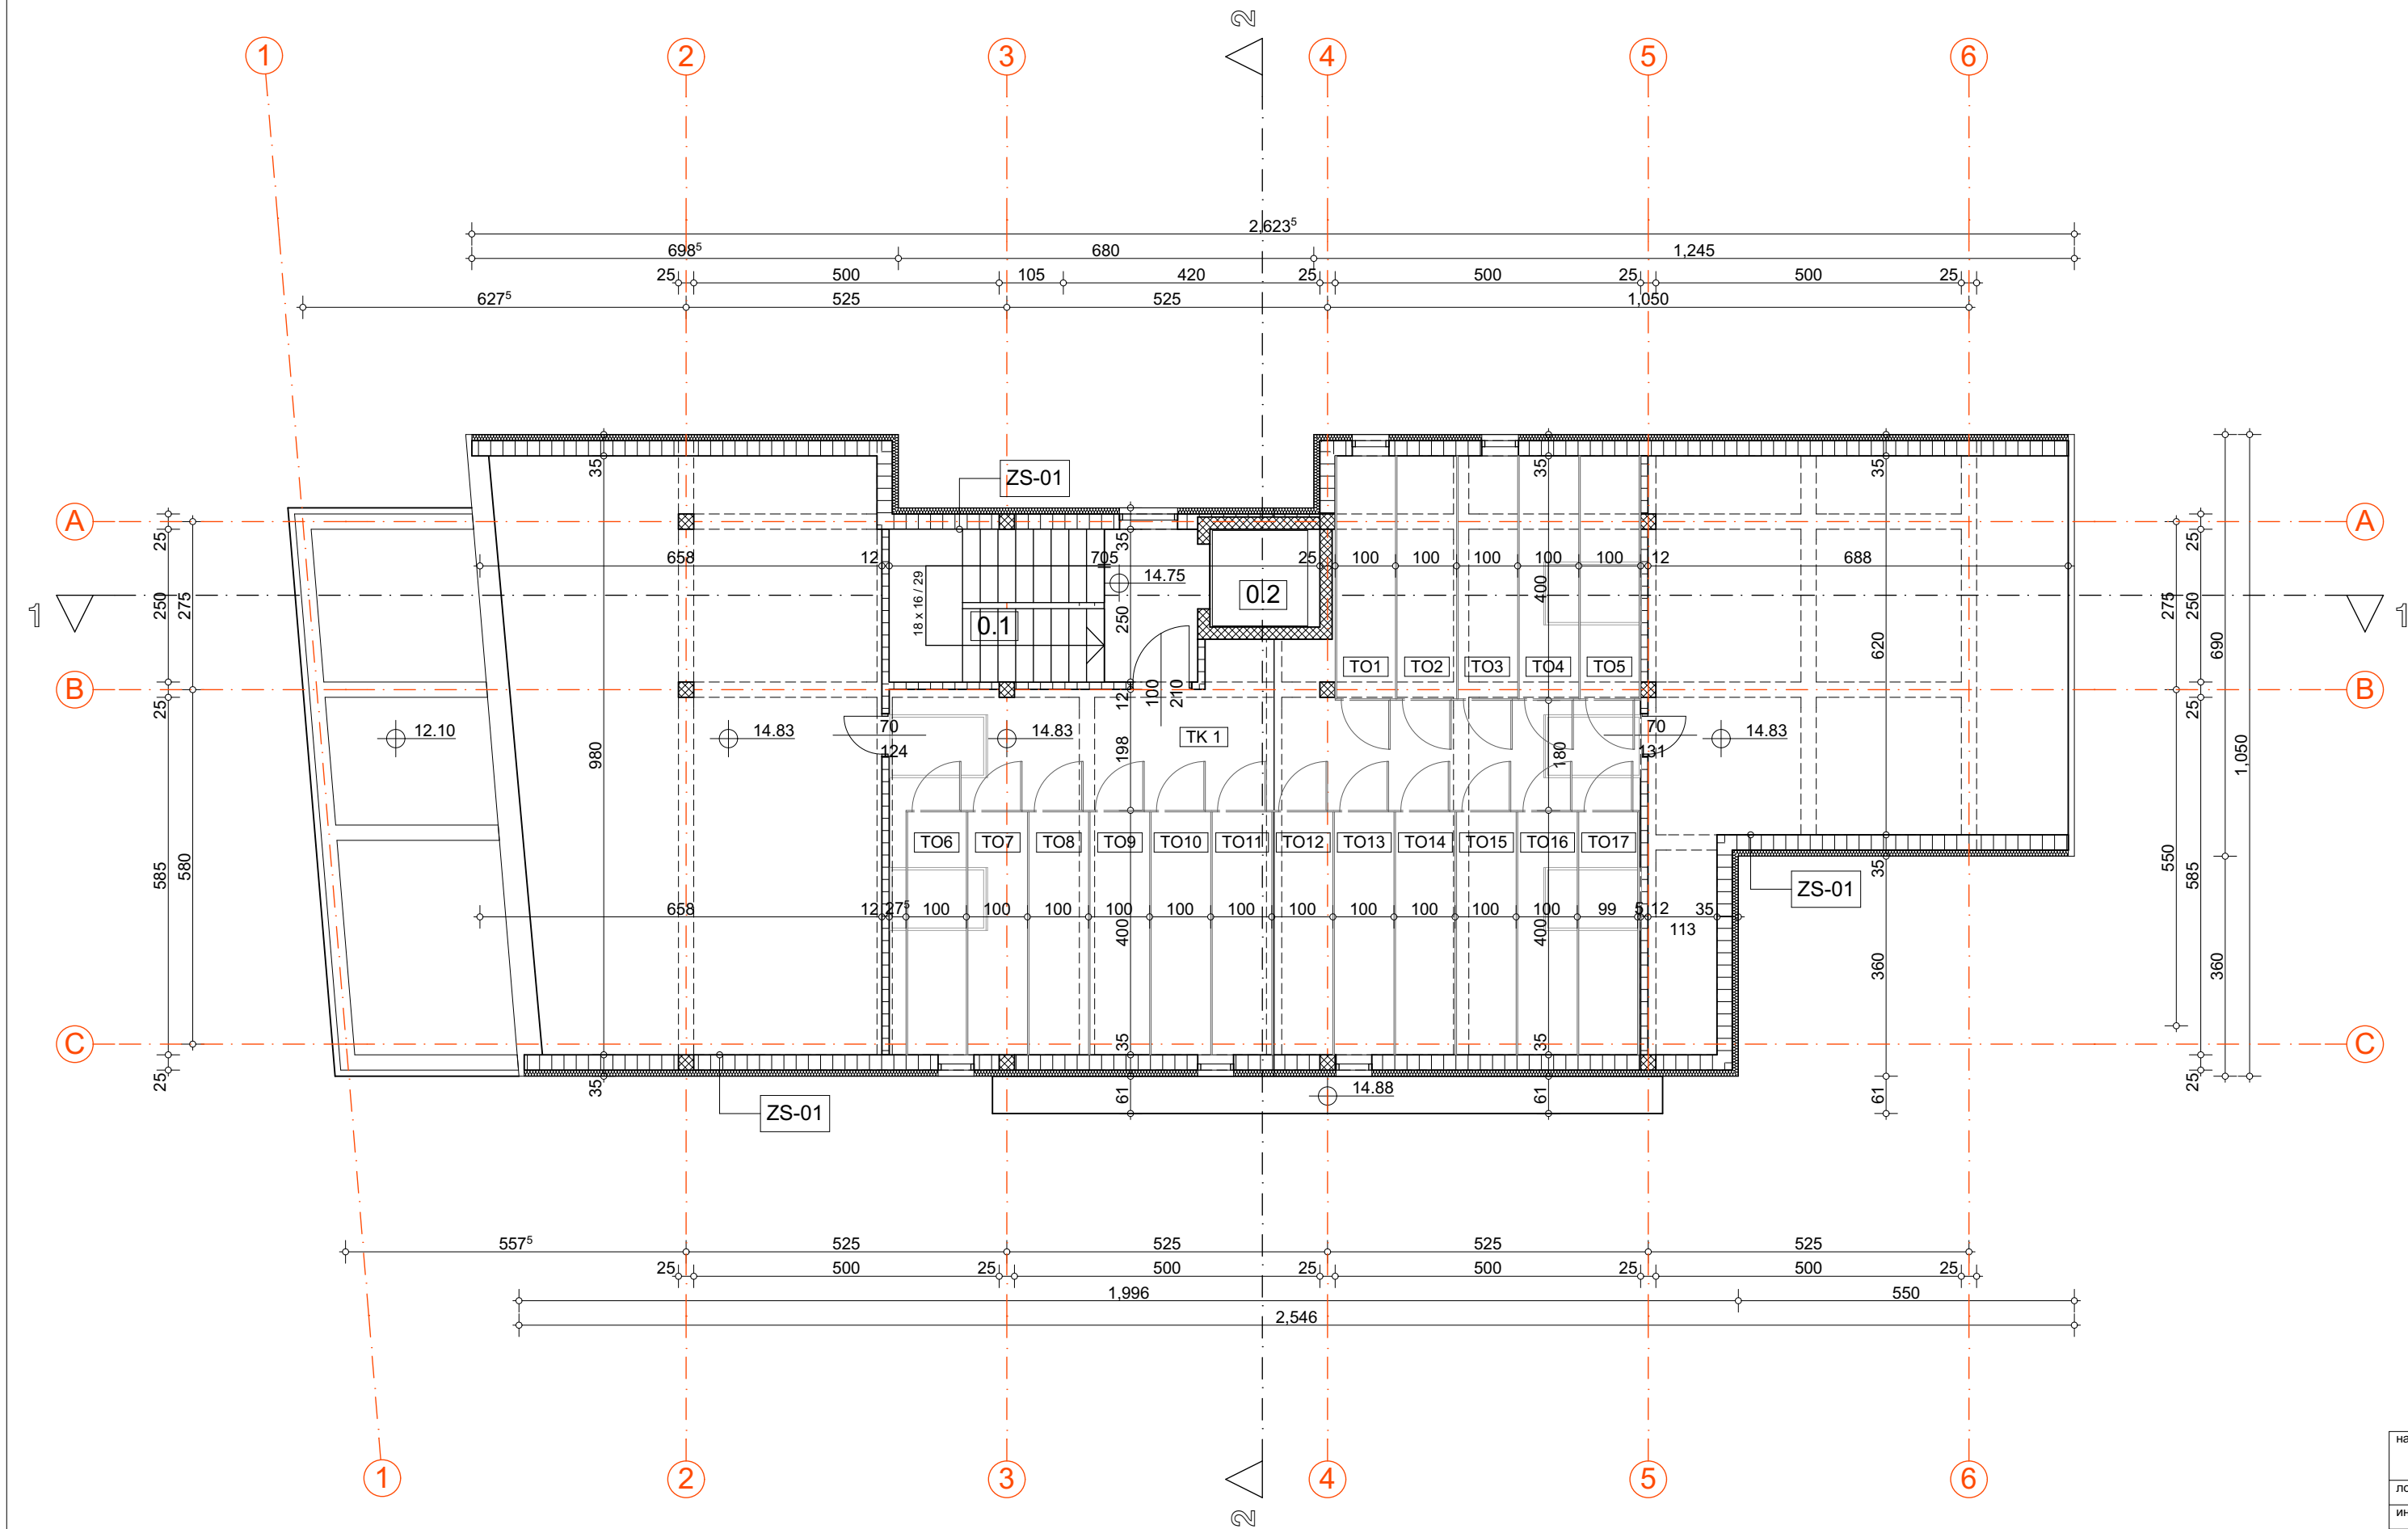 2
1 2 3 4 5 6
2,623⁵
698⁵ 680 1,245
25 500 105 420 25 500 25 500 25
627⁵ 525 525 1,050
35 ZS-01 35 35
A A
25 35 25
658 12 705 25 100 100 100 100 100 12 688
14.75
250 275 18 x 16 / 29 0.1 250 0.2 400 620 275 250 690
1 1
TO1 TO2 TO3 TO4 TO5
B B
25 12 100 210 25
12.10 14.83 70 14.83 TK 1 70 14.83
980 124 198 180 131 1,050
TO6 TO7 TO8 TO9 TO10 TO11 TO12 TO13 TO14 TO15 TO16 TO17
585 580 35 550 585
ZS-01
658 12 27⁵ 100 100 100 100 100 100 100 100 100 100 100 99 5 12 35
400 400 113 360 360
C C
35 35
25 35 61 14.88 61 61 25
ZS-01
557⁵ 525 525 525 525
25 500 25 500 25 500 25 500 25
1,996 550
2,546
1 2 3 4 5 6
2